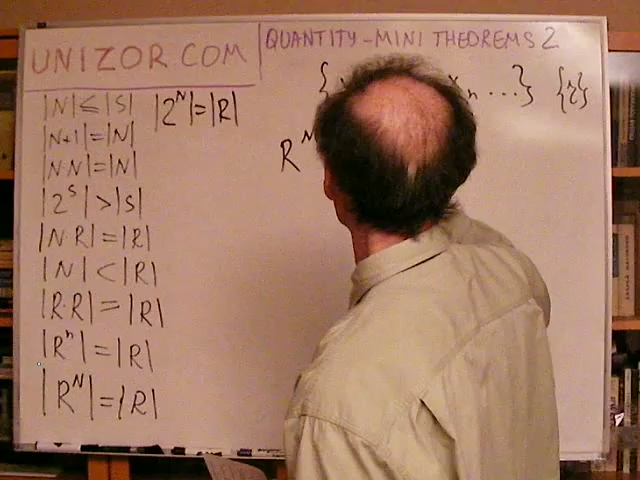 UNIZOR.COM
QUANTITY-MINI THEOREMS 2
|N|≤|S| |2^N|=|R|
|N+1|=|N|
|N·N|=|N|
|2^S|>|S|
|N·R|=|R|
|N|<|R|
|R·R|=|R|
|R^n|=|R|
|R^N|=|R|
R^N